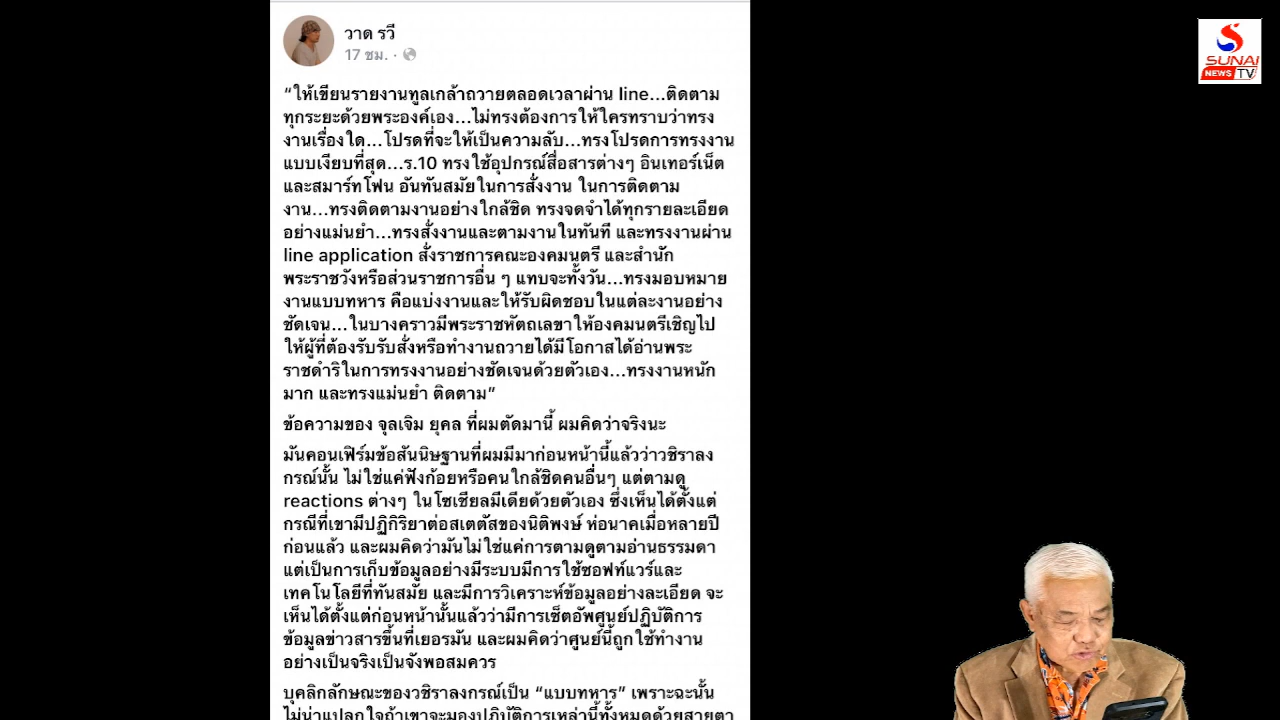 วาด รวี
17 ชม. ·
“ให้เขียนรายงานทูลเกล้าถวายตลอดเวลาผ่าน line...ติดตาม
ทุกระยะด้วยพระองค์เอง...ไม่ทรงต้องการให้ใครทราบว่าทรง
งานเรื่องใด...โปรดที่จะให้เป็นความลับ...ทรงโปรดการทรงงาน
แบบเงียบที่สุด...ร.10 ทรงใช้อุปกรณ์สื่อสารต่างๆ อินเทอร์เน็ต
และสมาร์ทโฟน อันทันสมัยในการสั่งงาน ในการติดตาม
งาน...ทรงติดตามงานอย่างใกล้ชิด ทรงจดจำได้ทุกรายละเอียด
อย่างแม่นยำ...ทรงสั่งงานและตามงานในทันที และทรงงานผ่าน
line application สั่งราชการคณะองคมนตรี และสำนัก
พระราชวังหรือส่วนราชการอื่น ๆ แทบจะทั้งวัน...ทรงมอบหมาย
งานแบบทหาร คือแบ่งงานและให้รับผิดชอบในแต่ละงานอย่าง
ชัดเจน...ในบางคราวมีพระราชหัตถเลขาให้องคมนตรีเชิญไป
ให้ผู้ที่ต้องรับรับสั่งหรือทำงานถวายได้มีโอกาสได้อ่านพระ
ราชดำริในการทรงงานอย่างชัดเจนด้วยตัวเอง...ทรงงานหนัก
มาก และทรงแม่นยำ ติดตาม”
ข้อความของ จุลเจิม ยุคล ที่ผมตัดมานี้ ผมคิดว่าจริงนะ
มันคอนเฟิร์มข้อสันนิษฐานที่ผมมีมาก่อนหน้านี้แล้วว่าวชิราลง
กรณ์นั้น ไม่ใช่แค่ฟังก้อยหรือคนใกล้ชิดคนอื่นๆ แต่ตามดู
reactions ต่างๆ ในโซเชียลมีเดียด้วยตัวเอง ซึ่งเห็นได้ตั้งแต่
กรณีที่เขามีปฏิกิริยาต่อสเตตัสของนิติพงษ์ ห่อนาคเมื่อหลายปี
ก่อนแล้ว และผมคิดว่ามันไม่ใช่แค่การตามดูตามอ่านธรรมดา
แต่เป็นการเก็บข้อมูลอย่างมีระบบมีการใช้ซอฟท์แวร์และ
เทคโนโลยีที่ทันสมัย และมีการวิเคราะห์ข้อมูลอย่างละเอียด จะ
เห็นได้ตั้งแต่ก่อนหน้านั้นแล้วว่ามีการเซ็ตอัพศูนย์ปฏิบัติการ
ข้อมูลข่าวสารขึ้นที่เยอรมัน และผมคิดว่าศูนย์นี้ถูกใช้ทำงาน
อย่างเป็นจริงเป็นจังพอสมควร
บุคลิกลักษณะของวชิราลงกรณ์เป็น “แบบทหาร” เพราะฉะนั้น
ไม่น่าแปลกใจถ้าเขาจะมองปฏิบัติการเหล่านี้ทั้งหมดด้วยสายตา
SUNAI
NEWS TV